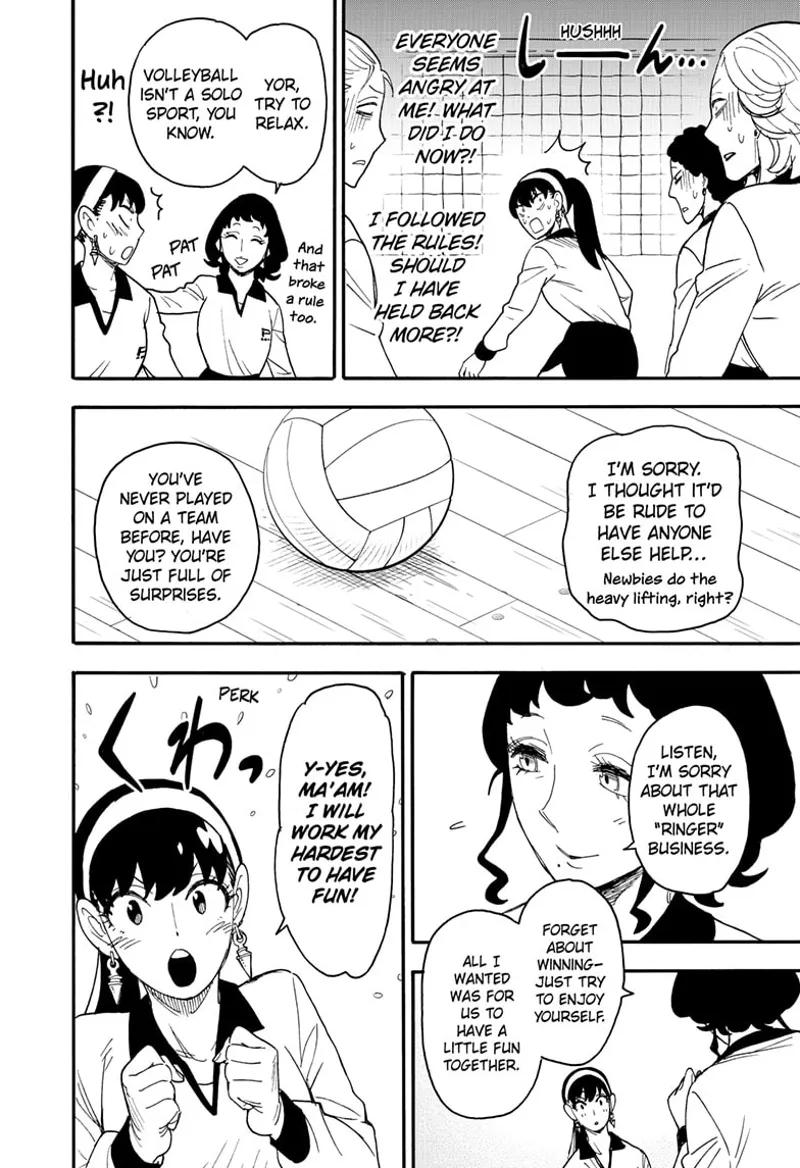 HUSHHH
しーん...
EVERYONE
SEEMS
ANGRY AT
ME! WHAT
DID I DO
NOW?!
I FOLLOWED
THE RULES!
SHOULD
I HAVE
HELD BACK
MORE?!
YOR,
TRY TO
RELAX.
VOLLEYBALL
ISN'T A SOLO
SPORT, YOU
KNOW.
And
that
broke
a rule
too.
PAT
PAT
Huh
?!
I'M SORRY.
I THOUGHT IT'D
BE RUDE TO
HAVE ANYONE
ELSE HELP...
Newbies do the
heavy lifting, right?
YOU'VE
NEVER PLAYED
ON A TEAM
BEFORE, HAVE
YOU? YOU'RE
JUST FULL OF
SURPRISES.
LISTEN,
I'M SORRY
ABOUT THAT
WHOLE
"RINGER"
BUSINESS.
FORGET
ABOUT
WINNING—
JUST TRY
TO ENJOY
YOURSELF.
ALL I
WANTED
WAS FOR
US TO
HAVE A
LITTLE FUN
TOGETHER.
Y-YES,
MA'AM!
I WILL
WORK MY
HARDEST
TO HAVE
FUN!
PERK
くわっ